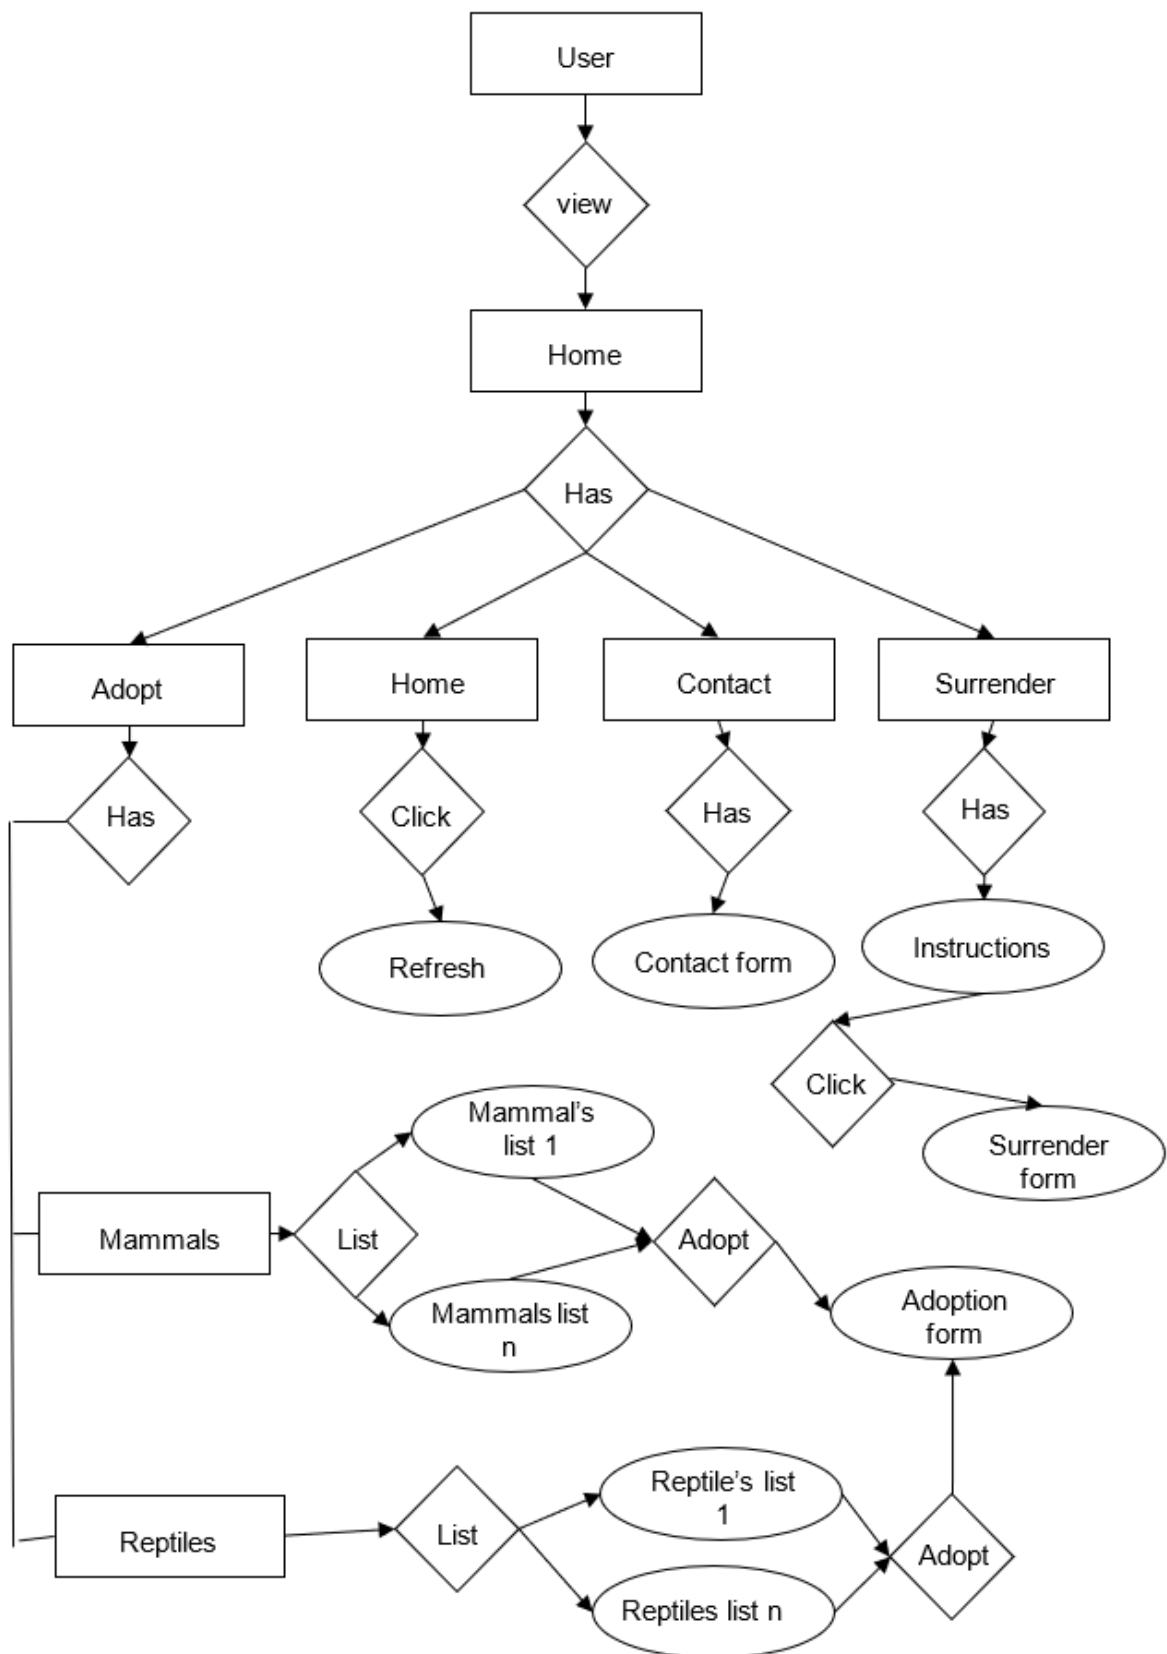 User
view
Home
Has
Adopt
Home
Contact
Surrender
Has
Click
Has
Has
Refresh
Contact form
Instructions
Click
Surrender
form
Mammal’s
list 1
Mammals
List
Adopt
Mammals list
n
Adoption
form
Reptile’s list
1
Reptiles
List
Adopt
Reptiles list n